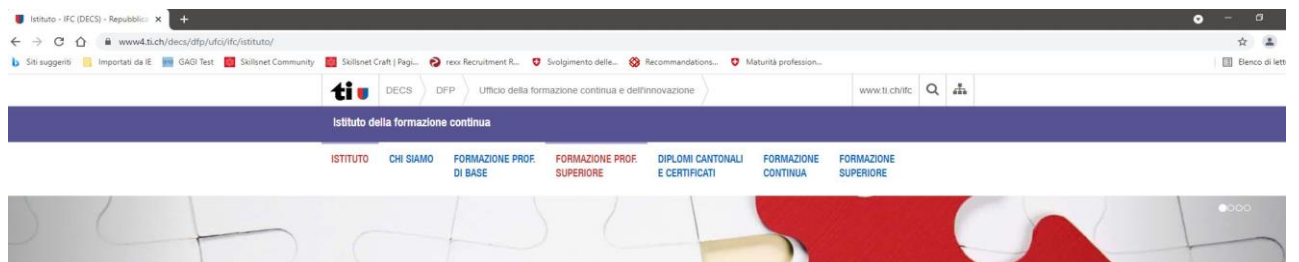 Istituto - IFC (DECS) - Repubblica
www4.ti.ch/decs/dfp/ufci/ifc/istituto/
Siti suggeriti Importati da IE GAGI Test Skillsnet Community Skillsnet Craft | Pagi... rexx Recruitment R... Svolgimento delle... Recommandations... Maturità profession... Elenco di lett
ti DECS DFP Ufficio della formazione continua e dell'innovazione www.ti.ch/ifc
Istituto della formazione continua
ISTITUTO CHI SIAMO FORMAZIONE PROF. FORMAZIONE PROF. DIPLOMI CANTONALI FORMAZIONE FORMAZIONE
DI BASE SUPERIORE E CERTIFICATI CONTINUA SUPERIORE